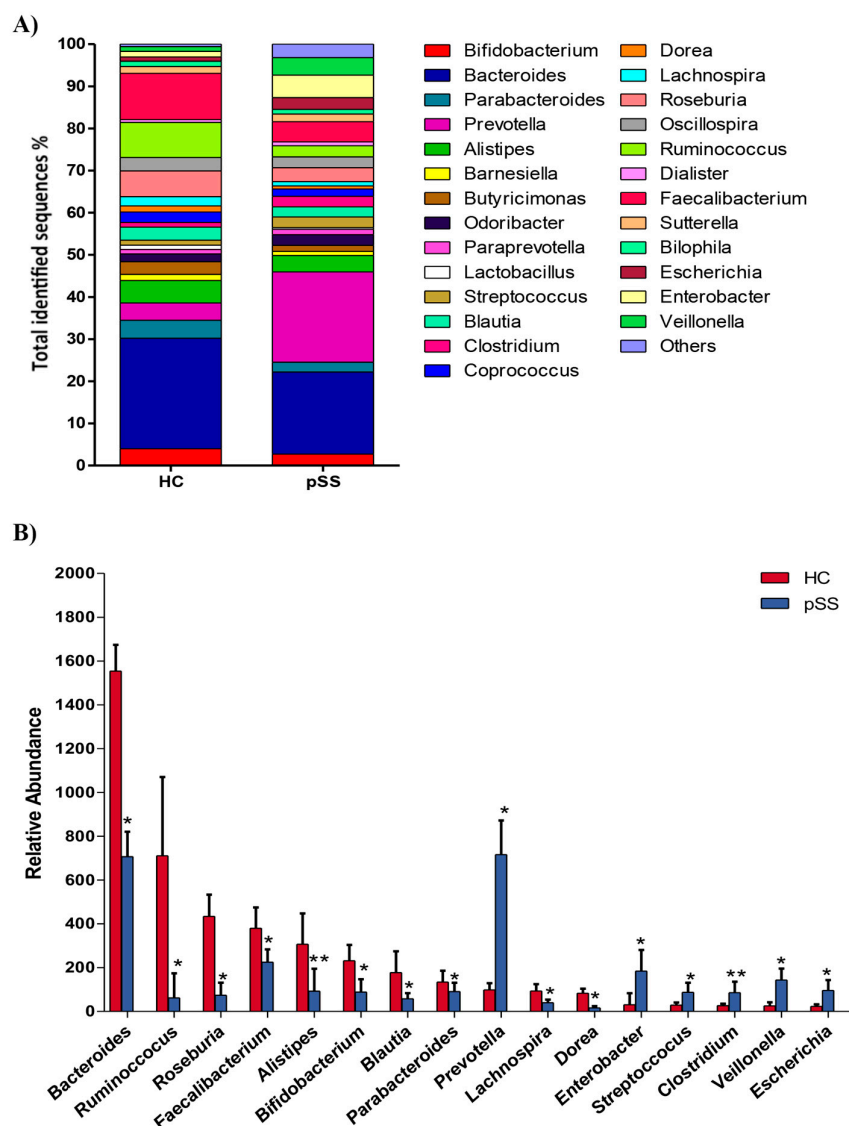 A)
100
90
80
70
60
50
40
30
20
10
0
Total identified sequences %
HC
pSS
Bifidobacterium
Bacteroides
Parabacteroides
Prevotella
Alistipes
Barnesiella
Butyricimonas
Odoribacter
Paraprevotella
Lactobacillus
Streptococcus
Blautia
Clostridium
Coprococcus
Dorea
Lachnospira
Roseburia
Oscillospira
Ruminococcus
Dialister
Faecalibacterium
Sutterella
Bilophila
Escherichia
Enterobacter
Veillonella
Others
B)
2000
1800
1600
1400
1200
1000
800
600
400
200
0
Relative Abundance
HC
pSS
*
*
*
*
**
*
*
*
*
*
*
*
*
**
*
*
Bacteroides
Ruminoccocus
Roseburia
Faecalibacterium
Alistipes
Bifidobacterium
Blautia
Parabacteroides
Prevotella
Lachnospira
Dorea
Enterobacter
Streptoccocus
Clostridium
Veillonella
Escherichia